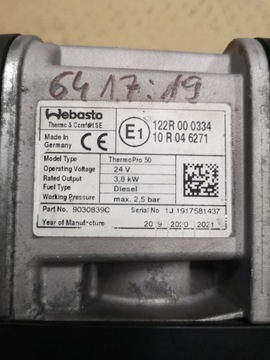 6417:19
Webasto
Thermo & Comfort SE
Made in
Germany
E1
122R 00 0334
10 R 04 6271
Model Type ThermoPro 50
Operating Voltage 24 V
Rated Output 3,8 kW
Fuel Type Diesel
Working Pressure max. 2,5 bar
Part No. 9030839C Serial No 1J 1917581437
Year of Manufacture 2019 2020 2021